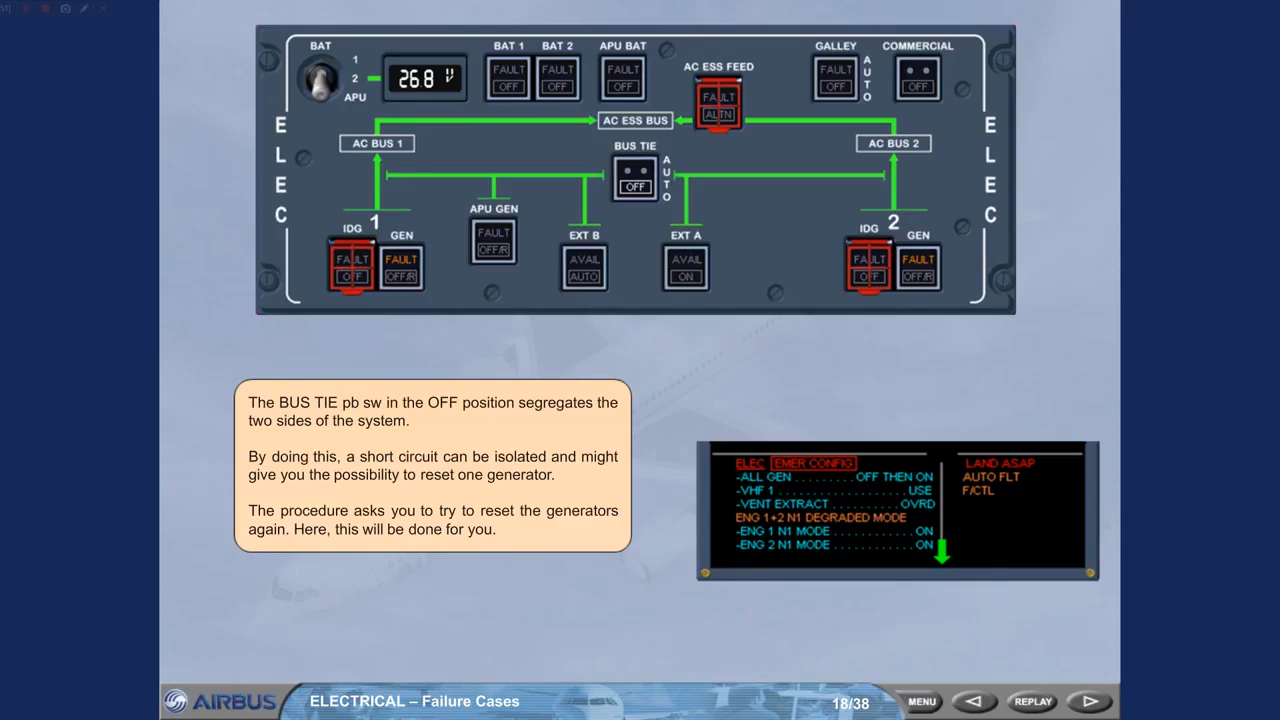 BAT
1
2
APU
26.8 V
BAT 1
BAT 2
APU BAT
AC ESS FEED
GALLEY
COMMERCIAL
FAULT
OFF
FAULT
OFF
FAULT
OFF
FAULT
ALTN
FAULT
OFF
AUTO
OFF
ELEC
AC ESS BUS
ELEC
AC BUS 1
BUS TIE
AC BUS 2
OFF
AUTO
1
APU GEN
2
IDG
GEN
FAULT
OFF/R
EXT B
EXT A
IDG
GEN
FAULT
OFF
FAULT
OFF/R
AVAIL
AUTO
AVAIL
ON
FAULT
OFF
FAULT
OFF/R
The BUS TIE pb sw in the OFF position segregates the
two sides of the system.
By doing this, a short circuit can be isolated and might
give you the possibility to reset one generator.
The procedure asks you to try to reset the generators
again. Here, this will be done for you.
ELEC EMER CONFIG
-ALL GEN.........OFF THEN ON
-VHF 1..................USE
-VENT EXTRACT..........OVRD
ENG 1+2 N1 DEGRADED MODE
-ENG 1 N1 MODE............ON
-ENG 2 N1 MODE............ON
LAND ASAP
AUTO FLT
F/CTL
AIRBUS
ELECTRICAL – Failure Cases
18/38
MENU
REPLAY